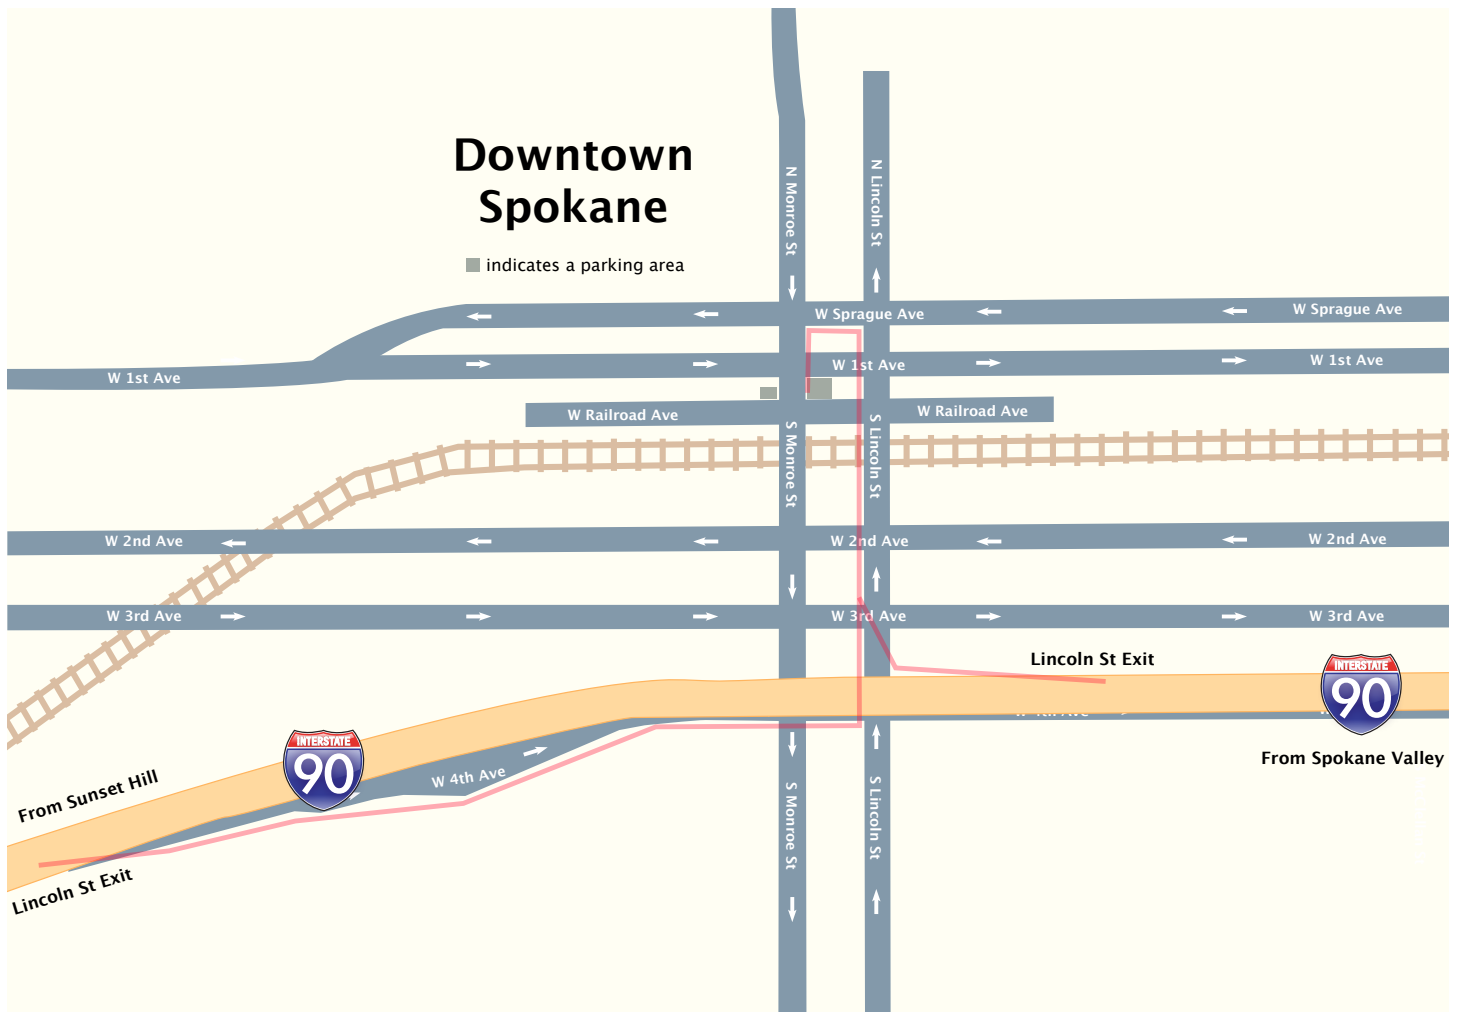 Downtown
Spokane
indicates a parking area
N Monroe St
N Lincoln St
W Sprague Ave
W Sprague Ave
W 1st Ave
W 1st Ave
W 1st Ave
W Railroad Ave
W Railroad Ave
S Monroe St
S Lincoln St
W 2nd Ave
W 2nd Ave
W 2nd Ave
W 3rd Ave
W 3rd Ave
W 3rd Ave
Lincoln St Exit
INTERSTATE
90
From Spokane Valley
INTERSTATE
90
W 4th Ave
From Sunset Hill
Lincoln St Exit
S Monroe St
S Lincoln St